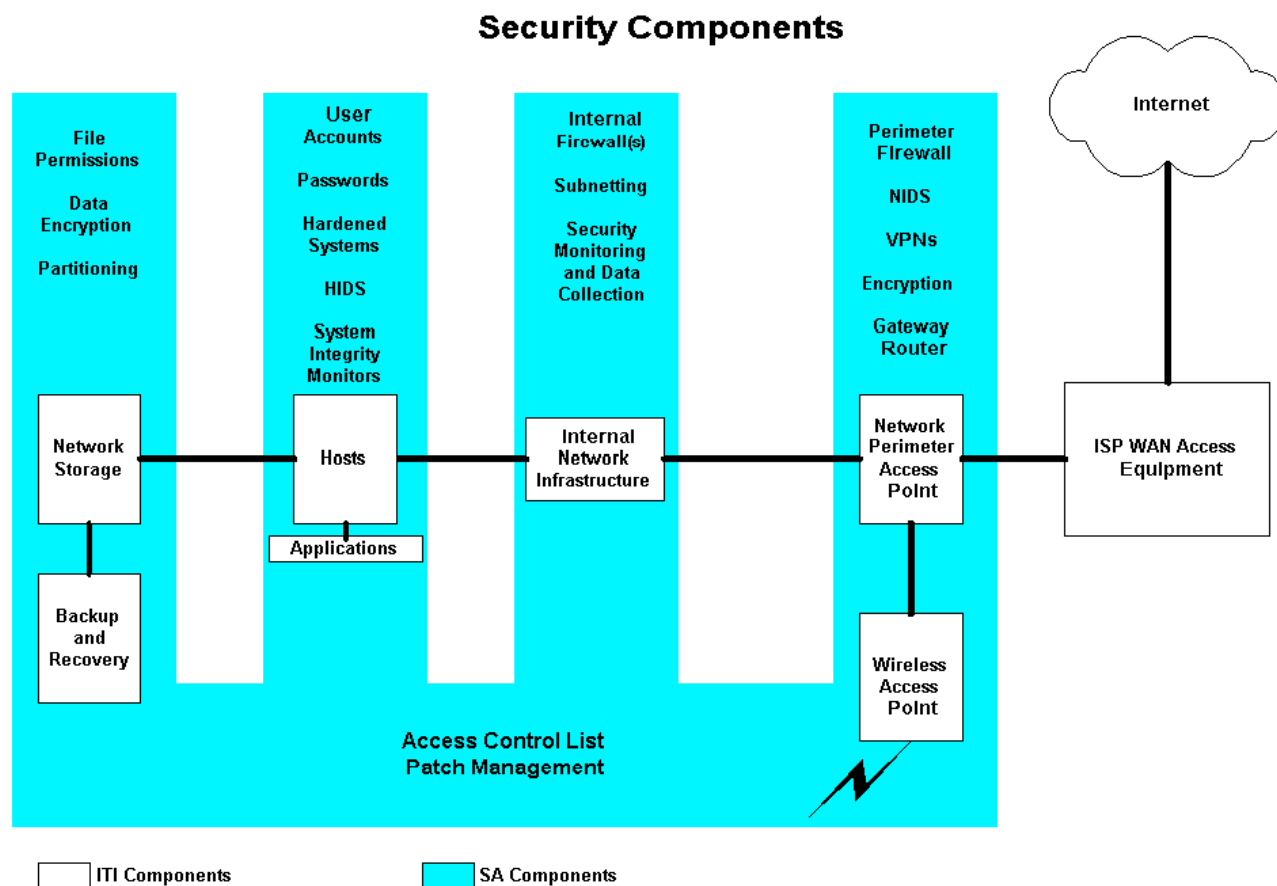 Security Components
File
Permissions
Data
Encryption
Partitioning
User
Accounts
Passwords
Hardened
Systems
HIDS
System
Integrity
Monitors
Internal
Firewall(s)
Subnetting
Security
Monitoring
and Data
Collection
Perimeter
Firewall
NIDS
VPNs
Encryption
Gateway
Router
Internet
Network
Storage
Hosts
Applications
Internal
Network
Infrastructure
Network
Perimeter
Access
Point
ISP WAN Access
Equipment
Backup
and
Recovery
Wireless
Access
Point
Access Control List
Patch Management
ITI Components
SA Components